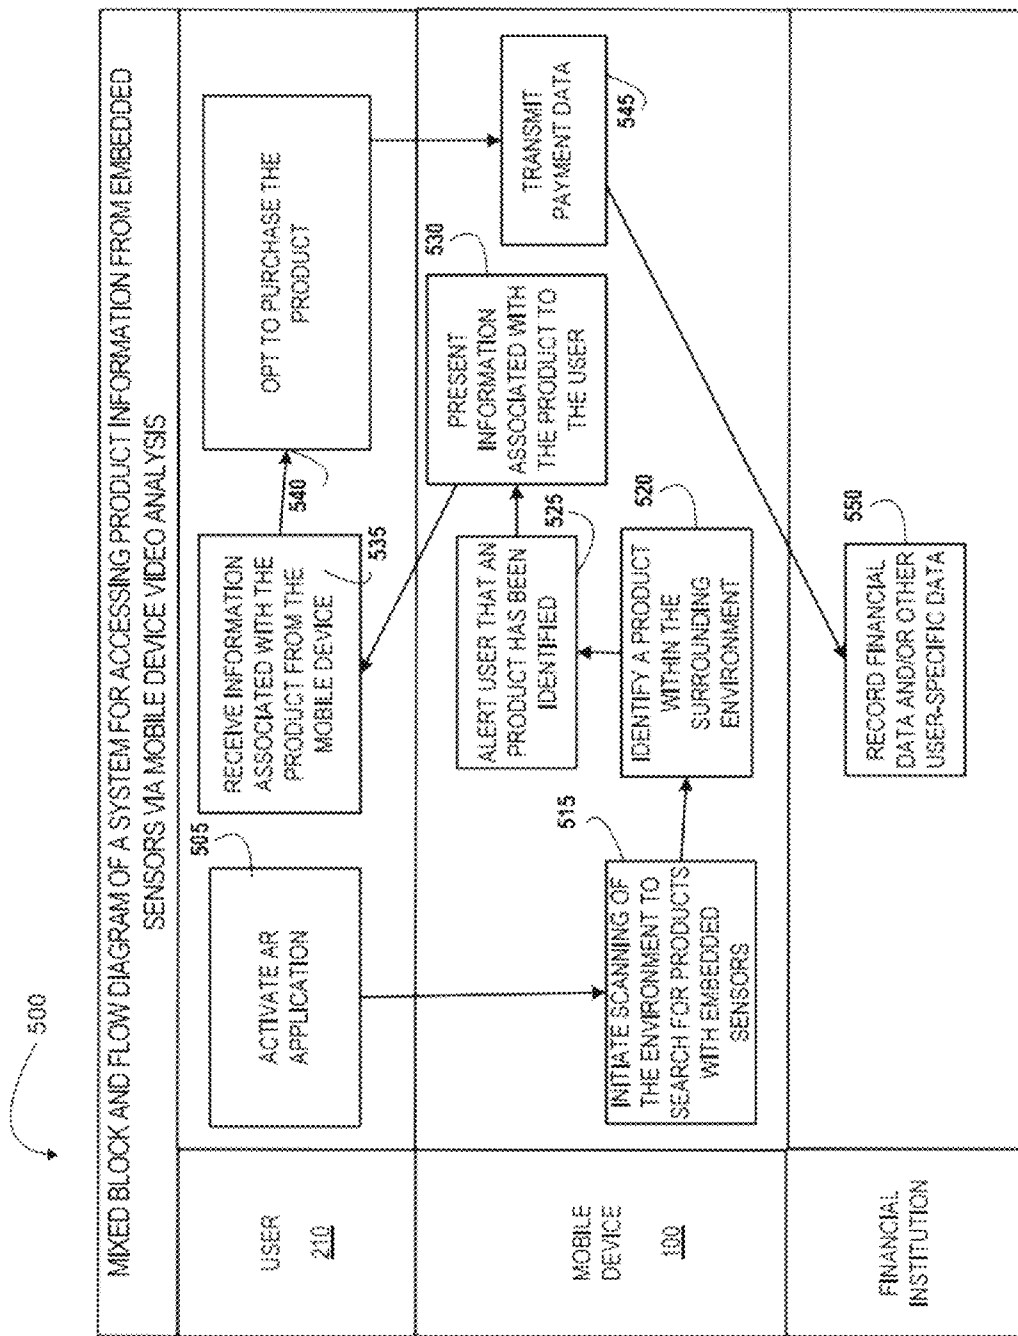 500
MIXED BLOCK AND FLOW DIAGRAM OF A SYSTEM FOR ACCESSING PRODUCT INFORMATION FROM EMBEDDED
SENSORS VIA MOBILE DEVICE VIDEO ANALYSIS
USER
210
505
ACTIVATE AR
APPLICATION
RECEIVE INFORMATION
ASSOCIATED WITH THE
PRODUCT FROM THE
MOBILE DEVICE
535
540
OPT TO PURCHASE THE
PRODUCT
MOBILE
DEVICE
100
515
INITIATE SCANNING OF
THE ENVIRONMENT TO
SEARCH FOR PRODUCTS
WITH EMBEDDED
SENSORS
520
IDENTIFY A PRODUCT
WITHIN THE
SURROUNDING
ENVIRONMENT
525
ALERT USER THAT AN
PRODUCT HAS BEEN
IDENTIFIED
530
PRESENT
INFORMATION
ASSOCIATED WITH
THE PRODUCT TO
THE USER
TRANSMIT
PAYMENT DATA
545
FINANCIAL
INSTITUTION
550
RECORD FINANCIAL
DATA AND/OR OTHER
USER-SPECIFIC DATA